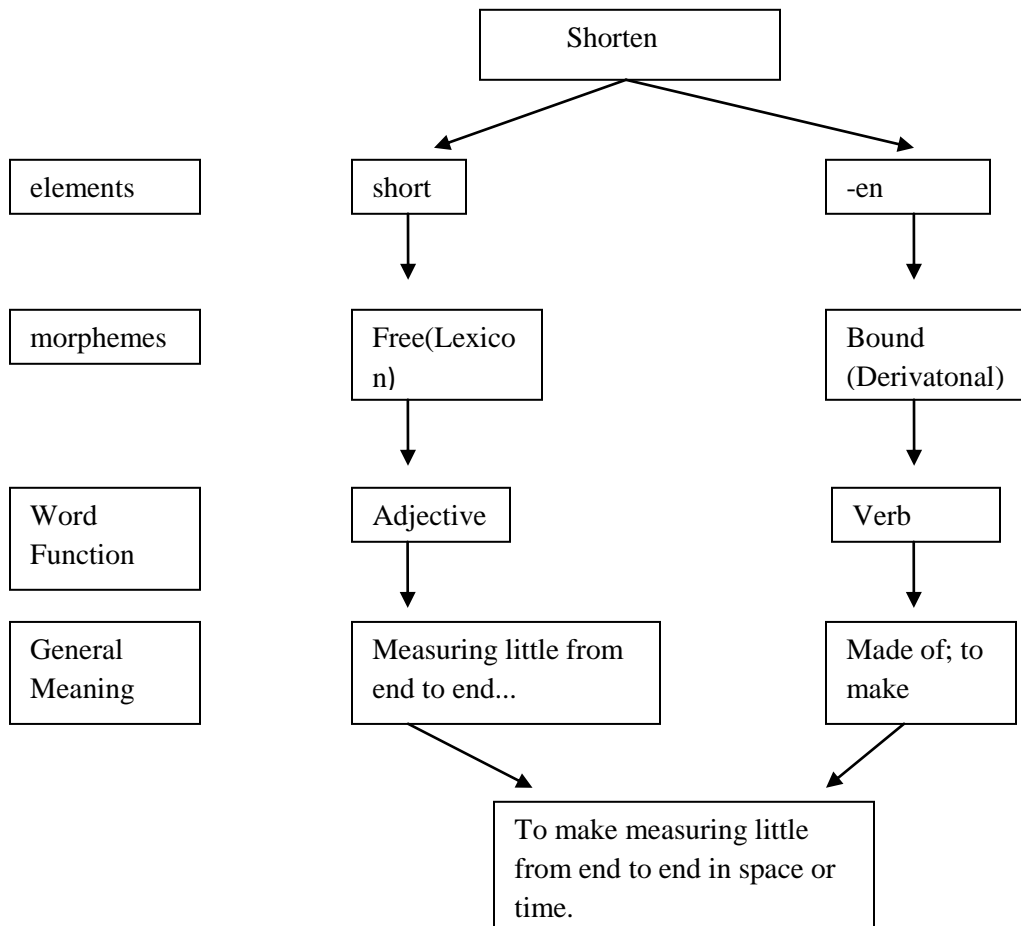 Shorten
elements
short
-en
morphemes
Free(Lexico
n)
Bound
(Derivatonal)
Word
Function
Adjective
Verb
General
Meaning
Measuring little from
end to end...
Made of; to
make
To make measuring little
from end to end in space or
time.